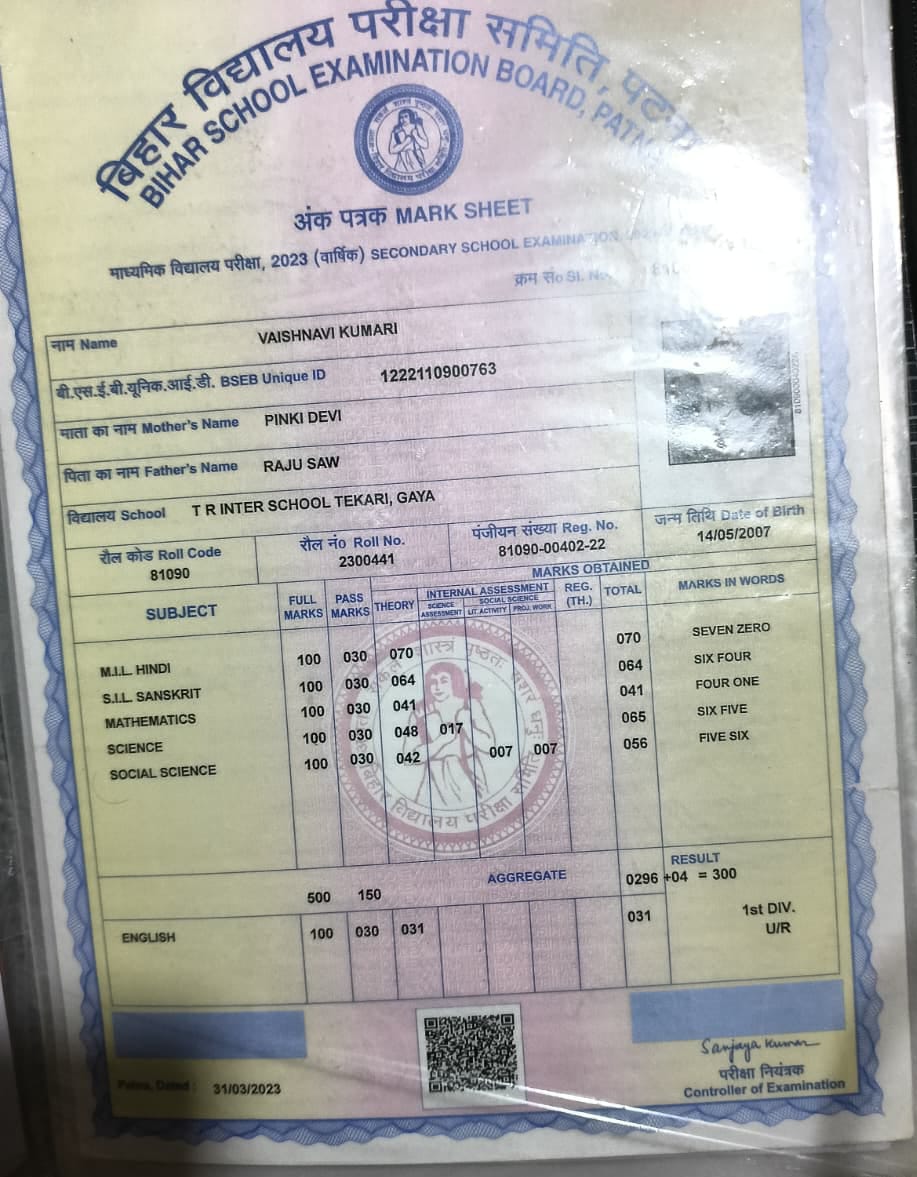 बिहार विद्यालय परीक्षा समिति, पटना
BIHAR SCHOOL EXAMINATION BOARD, PATNA
अंक पत्रक MARK SHEET
माध्यमिक विद्यालय परीक्षा, 2023 (वार्षिक) SECONDARY SCHOOL EXAMINATION,
क्रम सं० Sl. No.
नाम Name VAISHNAVI KUMARI
बी.एस.ई.बी.यूनिक.आई.डी. BSEB Unique ID 1222110900763
माता का नाम Mother's Name PINKI DEVI
पिता का नाम Father's Name RAJU SAW
विद्यालय School T R INTER SCHOOL TEKARI, GAYA
रौल कोड Roll Code रौल नं० Roll No. पंजीयन संख्या Reg. No. जन्म तिथि Date of Birth
81090 2300441 81090-00402-22 14/05/2007
MARKS OBTAINED
SUBJECT FULL MARKS PASS MARKS THEORY INTERNAL ASSESSMENT SCIENCE ASSESSMENT SOCIAL SCIENCE LIT. ACTIVITY PROJ. WORK REG. (TH.) TOTAL MARKS IN WORDS
M.I.L. HINDI 100 030 070 070 SEVEN ZERO
S.I.L. SANSKRIT 100 030 064 064 SIX FOUR
MATHEMATICS 100 030 041 041 FOUR ONE
SCIENCE 100 030 048 017 065 SIX FIVE
SOCIAL SCIENCE 100 030 042 007 007 056 FIVE SIX
बिहार विद्यालय परीक्षा समिति
RESULT
500 150 AGGREGATE 0296 +04 = 300
ENGLISH 100 030 031 031 1st DIV.
U/R
Sanjaya Kumar
परीक्षा नियंत्रक
Patna, Dated : 31/03/2023 Controller of Examination